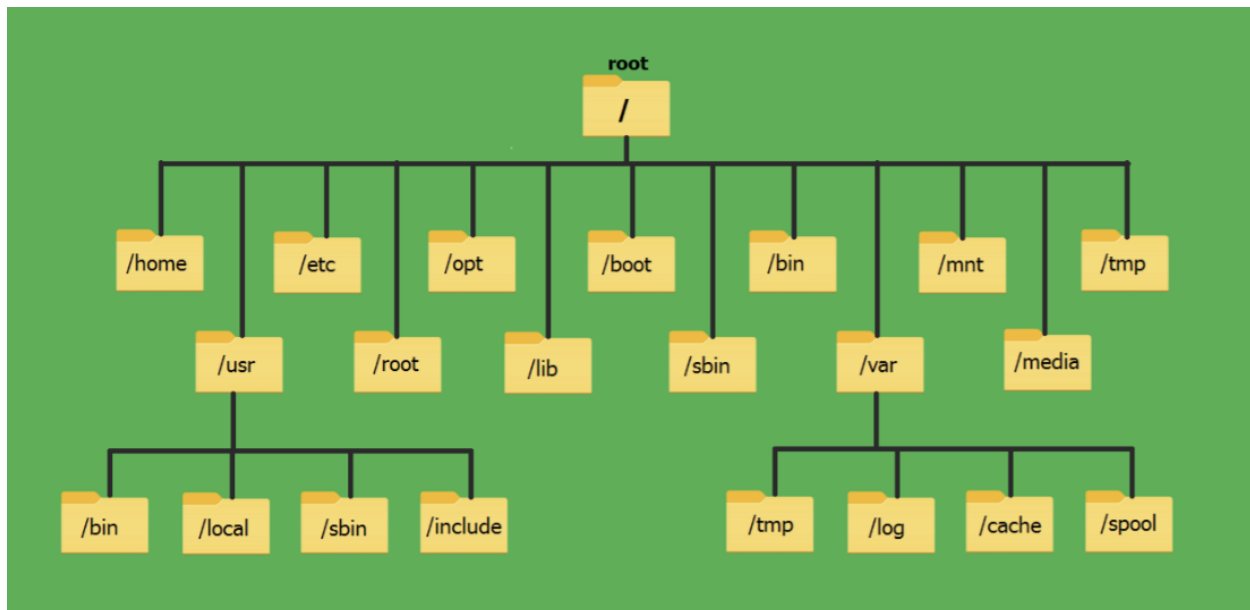 root
/
/home
/etc
/opt
/boot
/bin
/mnt
/tmp
/usr
/root
/lib
/sbin
/var
/media
/bin
/local
/sbin
/include
/tmp
/log
/cache
/spool